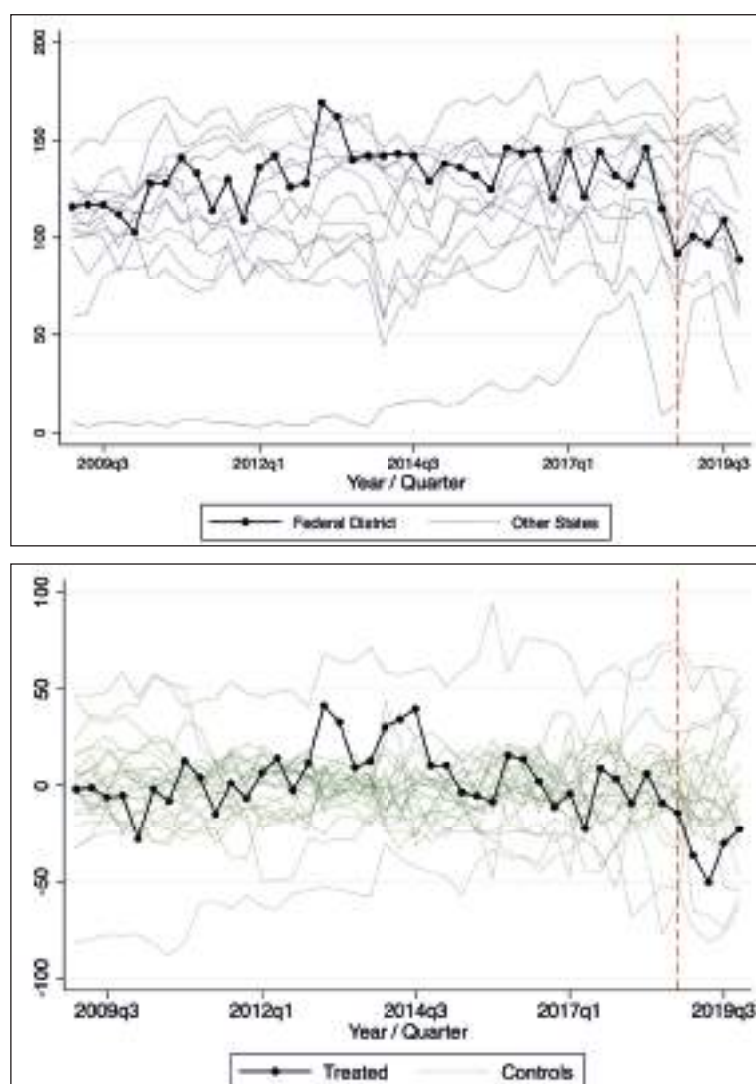 200
150
100
50
0
2009q3 2012q1 2014q3 2017q1 2019q3
Year / Quarter
Federal District Other States
100
50
0
-50
-100
2009q3 2012q1 2014q3 2017q1 2019q3
Year / Quarter
Treated Controls